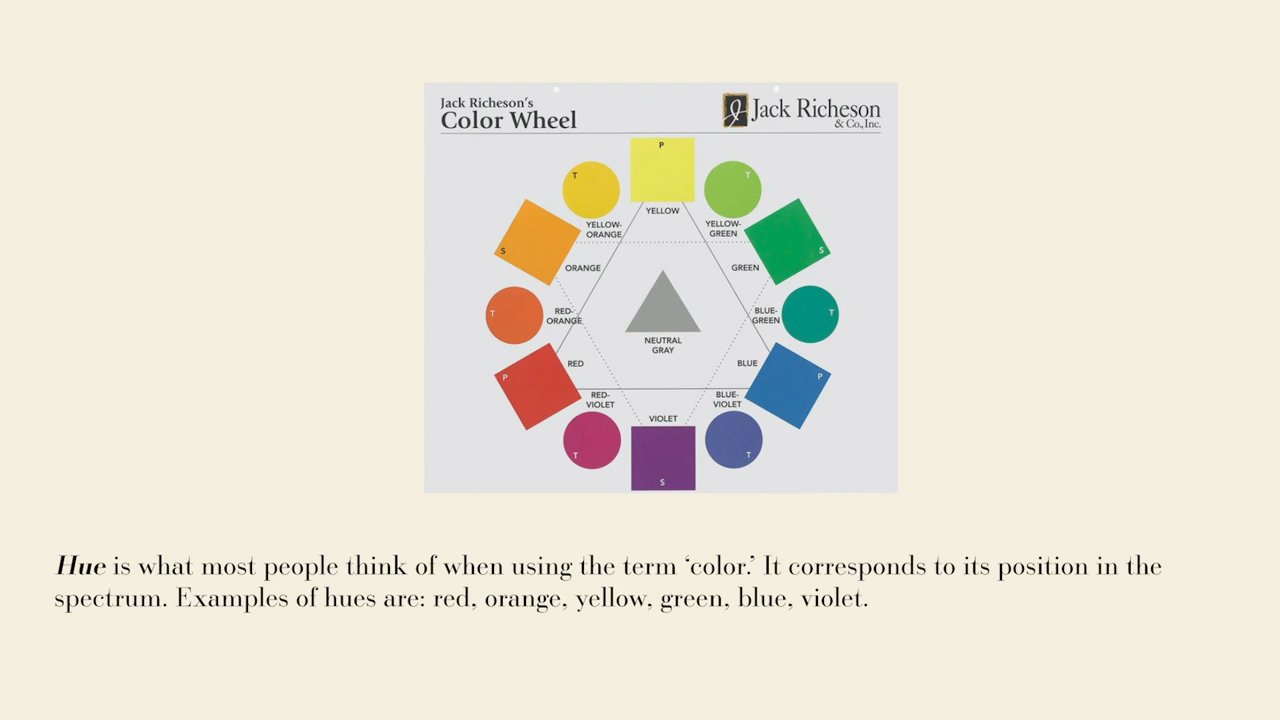 Jack Richeson's
Color Wheel
Jack Richeson
& Co., Inc.
P
T
T
YELLOW
YELLOW-
ORANGE
YELLOW-
GREEN
S
S
ORANGE
GREEN
T
RED-
ORANGE
BLUE-
GREEN
T
NEUTRAL
GRAY
P
RED
BLUE
P
RED-
VIOLET
BLUE-
VIOLET
VIOLET
T
T
S
Hue is what most people think of when using the term ‘color.’ It corresponds to its position in the
spectrum. Examples of hues are: red, orange, yellow, green, blue, violet.